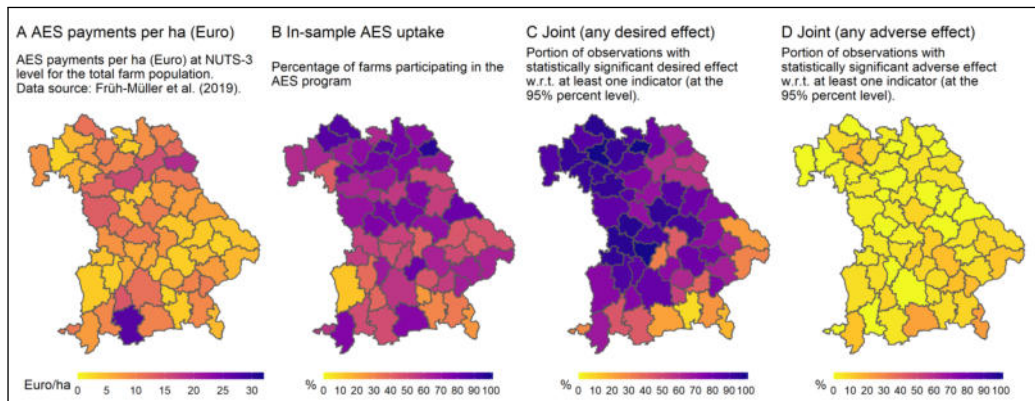 A AES payments per ha (Euro)
AES payments per ha (Euro) at NUTS-3
level for the total farm population.
Data source: Früh-Müller et al. (2019).
B In-sample AES uptake
Percentage of farms participating in the
AES program
C Joint (any desired effect)
Portion of observations with
statistically significant desired effect
w.r.t. at least one indicator (at the
95% percent level).
D Joint (any adverse effect)
Portion of observations with
statistically significant adverse effect
w.r.t. at least one indicator (at the
95% percent level).
Euro/ha
0 5 10 15 20 25 30
%
0 10 20 30 40 50 60 70 80 90 100
%
0 10 20 30 40 50 60 70 80 90 100
%
0 10 20 30 40 50 60 70 80 90 100